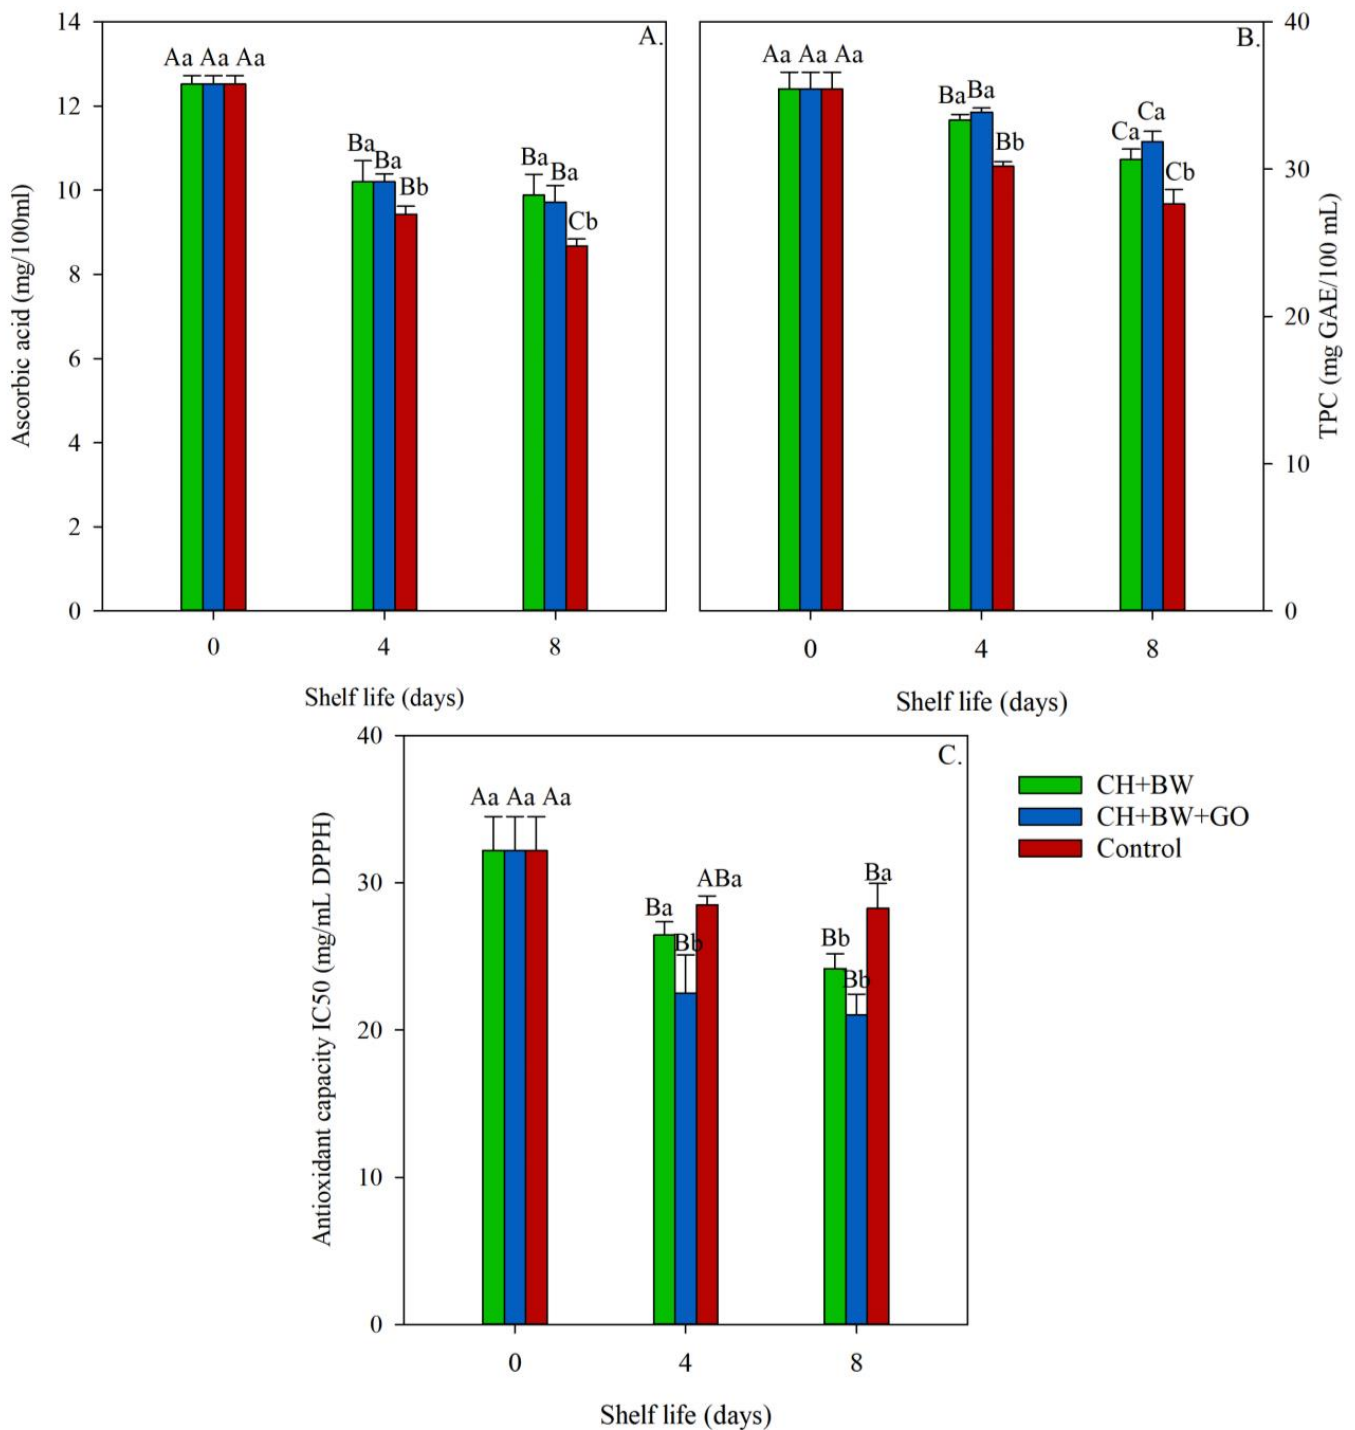 A.
14
12
10
8
6
4
2
0
Ascorbic acid (mg/100ml)
Aa Aa Aa
Ba
Ba
Bb
Ba
Ba
Cb
0
4
8
Shelf life (days)
B.
40
30
20
10
0
TPC (mg GAE/100 mL)
Aa Aa Aa
Ba
Ba
Bb
Ca
Ca
Cb
0
4
8
Shelf life (days)
C.
40
30
20
10
0
Antioxidant capacity IC50 (mg/mL DPPH)
Aa Aa Aa
Ba
Bb
ABa
Bb
Bb
Ba
0
4
8
Shelf life (days)
CH+BW
CH+BW+GO
Control